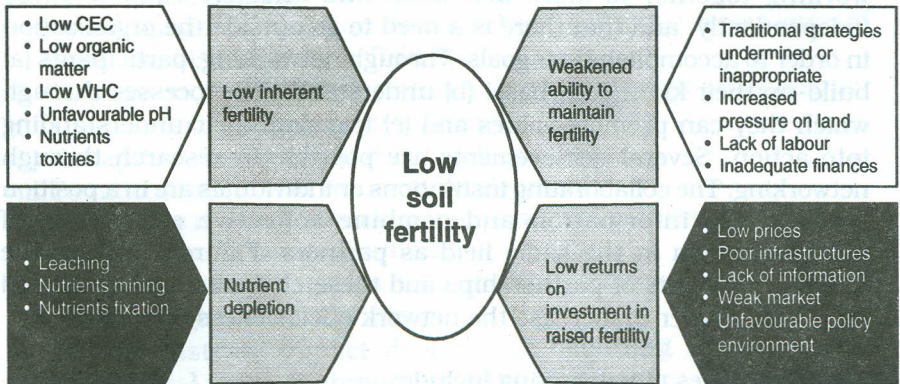 • Low CEC
• Low organic
matter
• Low WHC
• Unfavourable pH
toxities
Low inherent
fertility
Low
soil
fertility
Weakened
ability to
maintain
fertility
• Traditional strategies
undermined or
inappropriate
• Increased
pressure on land
• Lack of labour
• Inadequate finances
• Leaching
• Nutrients mining
• Nutrients fixation
Nutrient
depletion
Low returns
on
investment in
raised fertility
• Low prices
• Poor infrastructures
• Lack of information
• Weak market
• Unfavourable policy
environment